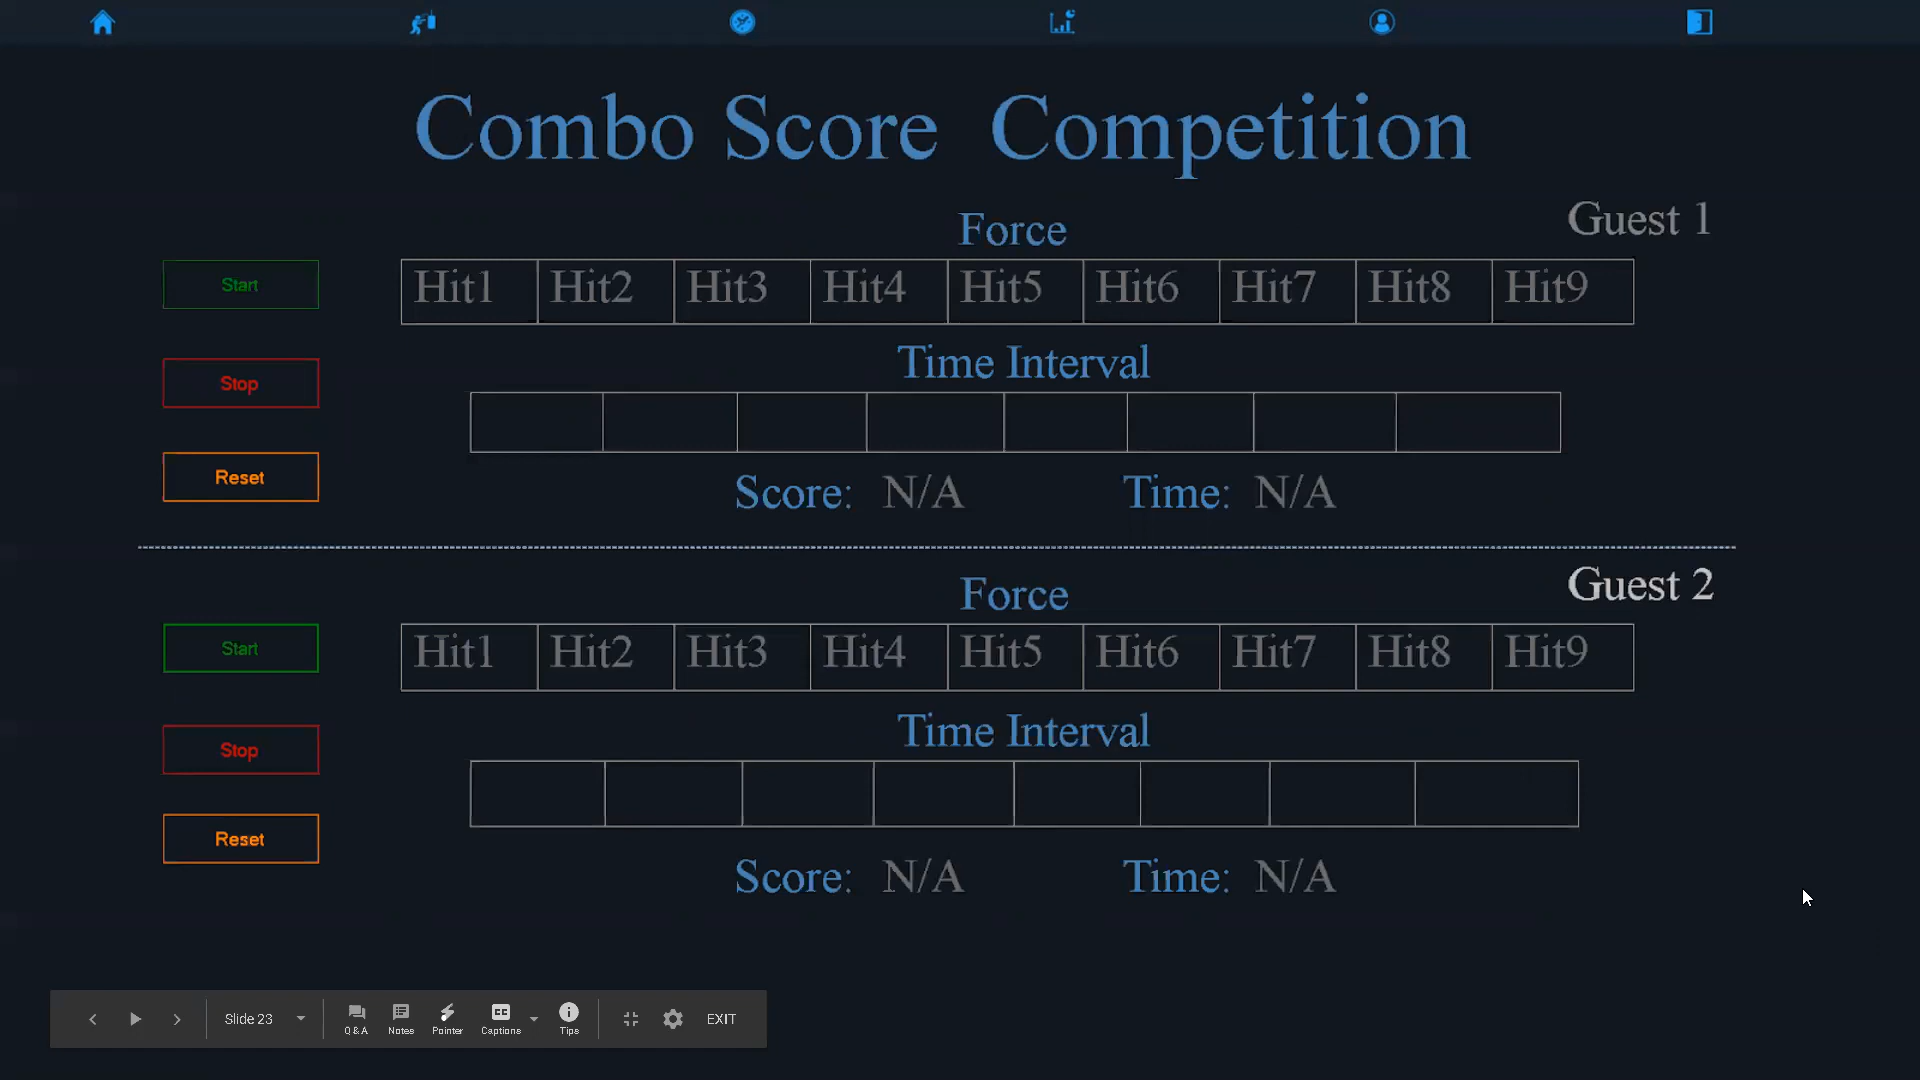 Combo Score Competition
Guest 1
Force
Start
Hit1 Hit2 Hit3 Hit4 Hit5 Hit6 Hit7 Hit8 Hit9
Time Interval
Stop
Reset
Score: N/A Time: N/A
Guest 2
Force
Start
Hit1 Hit2 Hit3 Hit4 Hit5 Hit6 Hit7 Hit8 Hit9
Time Interval
Stop
Reset
Score: N/A Time: N/A
Slide 23 Q & A Notes Pointer CC Captions Tips EXIT